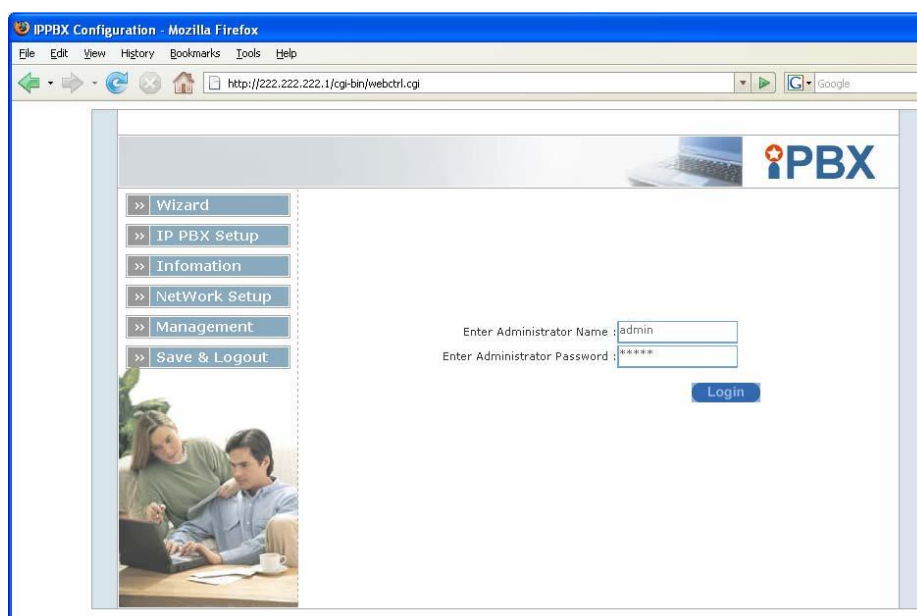 IPPBX Configuration - Mozilla Firefox
File Edit View History Bookmarks Tools Help
http://222.222.222.1/cgi-bin/webctrl.cgi
G Google
iPBX
» Wizard
» IP PBX Setup
» Infomation
» NetWork Setup
» Management
» Save & Logout
Enter Administrator Name : admin
Enter Administrator Password : *****
Login